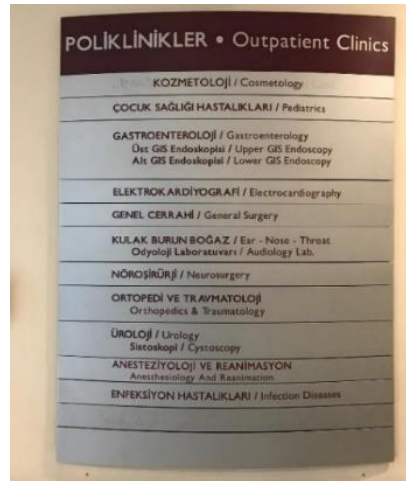 POLİKLİNİKLER • Outpatient Clinics
KOZMETOLOJİ / Cosmetology
ÇOCUK SAĞLIĞI HASTALIKLARI / Pediatrics
GASTROENTEROLOJİ / Gastroenterology
Üst GIS Endoskopisi / Upper GIS Endoscopy
Alt GIS Endoskopisi / Lower GIS Endoscopy
ELEKTROKARDİYOGRAFİ / Electrocardiography
GENEL CERRAHİ / General Surgery
KULAK BURUN BOĞAZ / Ear - Nose - Throat
Odyoloji Laboratuvarı / Audiology Lab.
NÖROŞİRÜRJİ / Neurosurgery
ORTOPEDİ VE TRAVMATOLOJİ
Orthopedics & Traumatology
ÜROLOJİ / Urology
Sistoskopi / Cystoscopy
ANESTEZİYOLOJİ VE REANİMASYON
Anesthesiology And Reanimation
ENFEKSİYON HASTALIKLARI / Infection Diseases